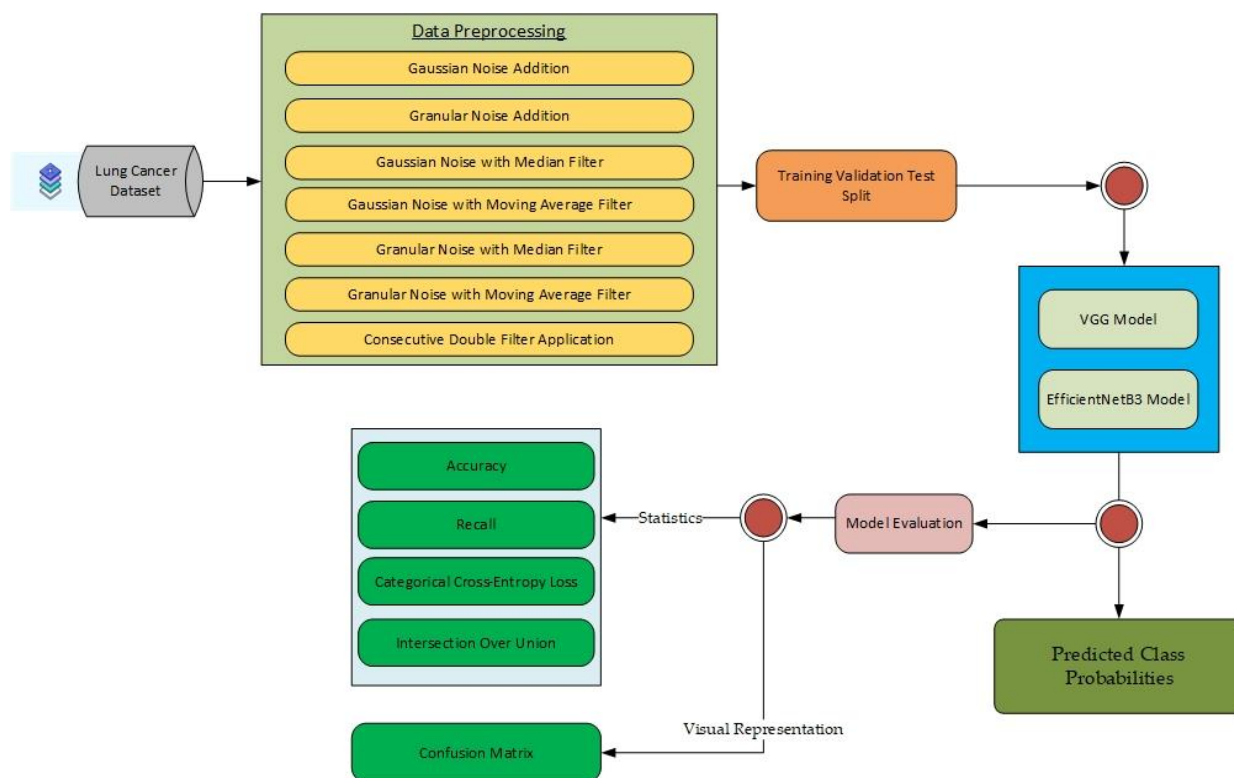 Data Preprocessing
Gaussian Noise Addition
Granular Noise Addition
Gaussian Noise with Median Filter
Gaussian Noise with Moving Average Filter
Granular Noise with Median Filter
Granular Noise with Moving Average Filter
Consecutive Double Filter Application
Lung Cancer
Dataset
Training Validation Test
Split
VGG Model
EfficientNetB3 Model
Model Evaluation
Statistics
Accuracy
Recall
Categorical Cross-Entropy Loss
Intersection Over Union
Predicted Class
Probabilities
Visual Representation
Confusion Matrix